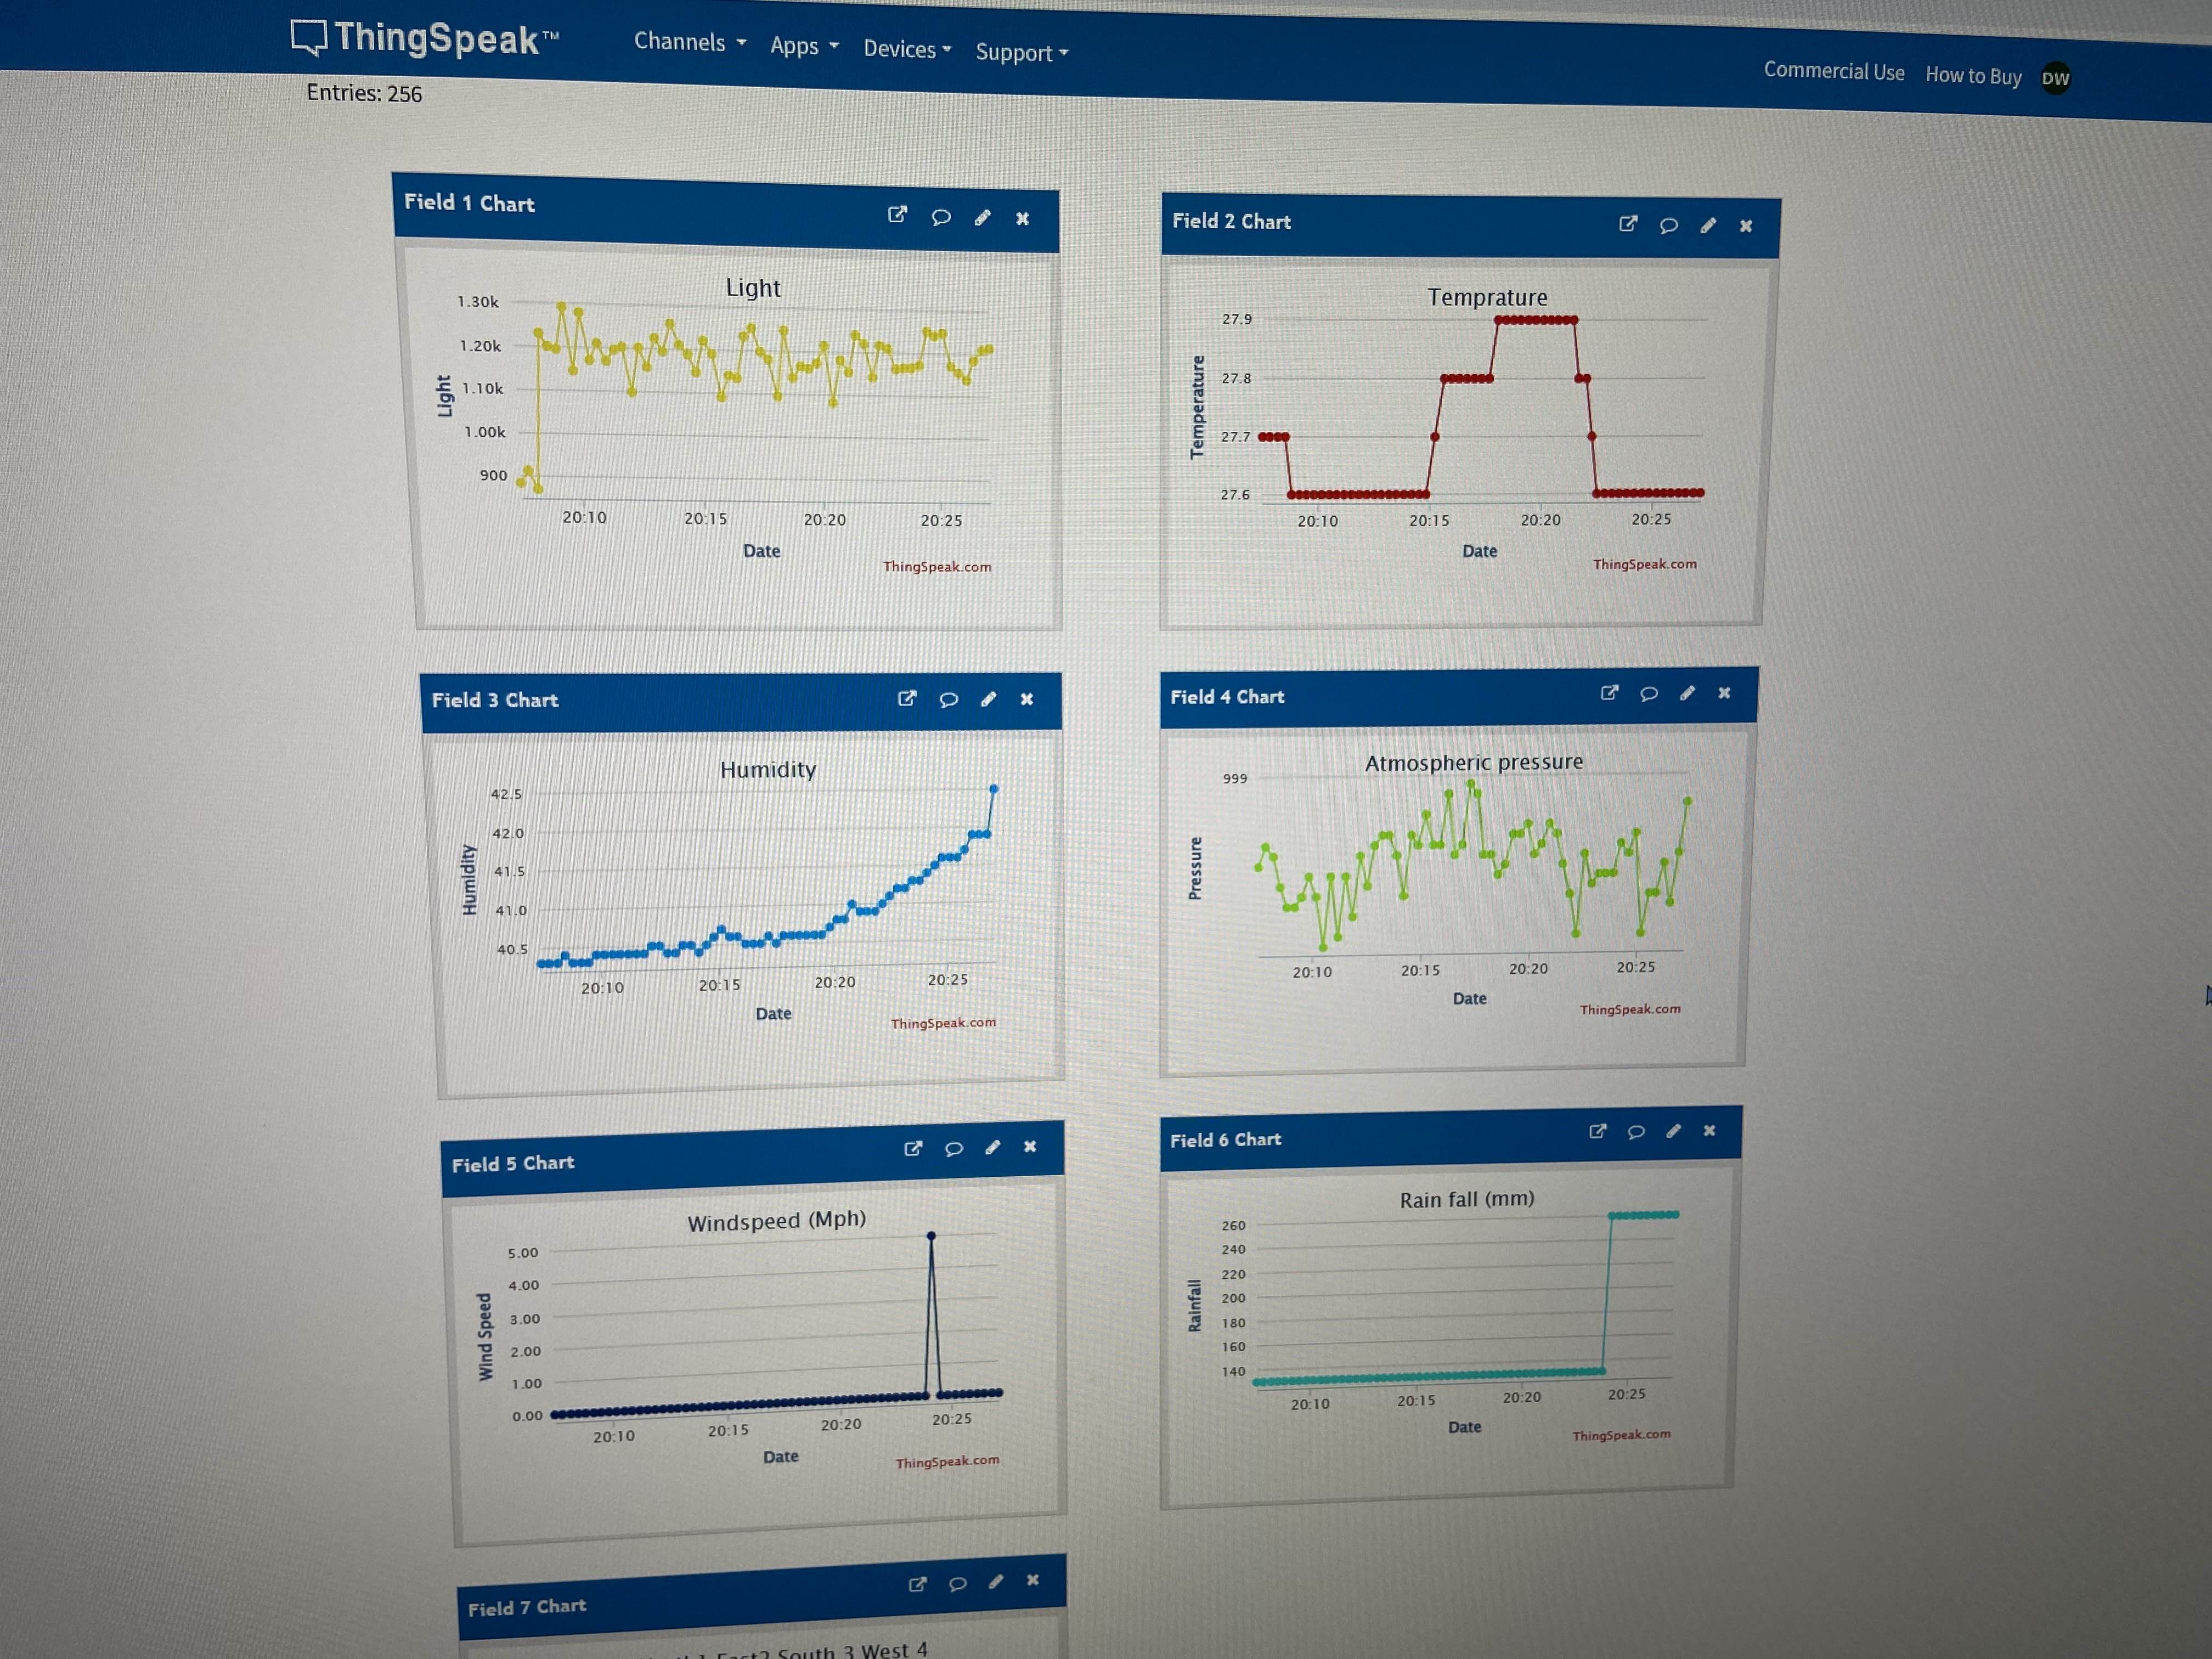 ThingSpeak™ Channels Apps Devices Support Commercial Use How to Buy DW
Entries: 256
Field 1 Chart
Light
Light
1.30k
1.20k
1.10k
1.00k
900
20:10 20:15 20:20 20:25
Date
ThingSpeak.com
Field 2 Chart
Temprature
Temperature
27.9
27.8
27.7
27.6
20:10 20:15 20:20 20:25
Date
ThingSpeak.com
Field 3 Chart
Humidity
Humidity
42.5
42.0
41.5
41.0
40.5
20:10 20:15 20:20 20:25
Date
ThingSpeak.com
Field 4 Chart
Atmospheric pressure
Pressure
999
20:10 20:15 20:20 20:25
Date
ThingSpeak.com
Field 5 Chart
Windspeed (Mph)
Wind Speed
5.00
4.00
3.00
2.00
1.00
0.00
20:10 20:15 20:20 20:25
Date
ThingSpeak.com
Field 6 Chart
Rain fall (mm)
Rainfall
260
240
220
200
180
160
140
20:10 20:15 20:20 20:25
Date
ThingSpeak.com
Field 7 Chart
1 East2 South 3 West 4